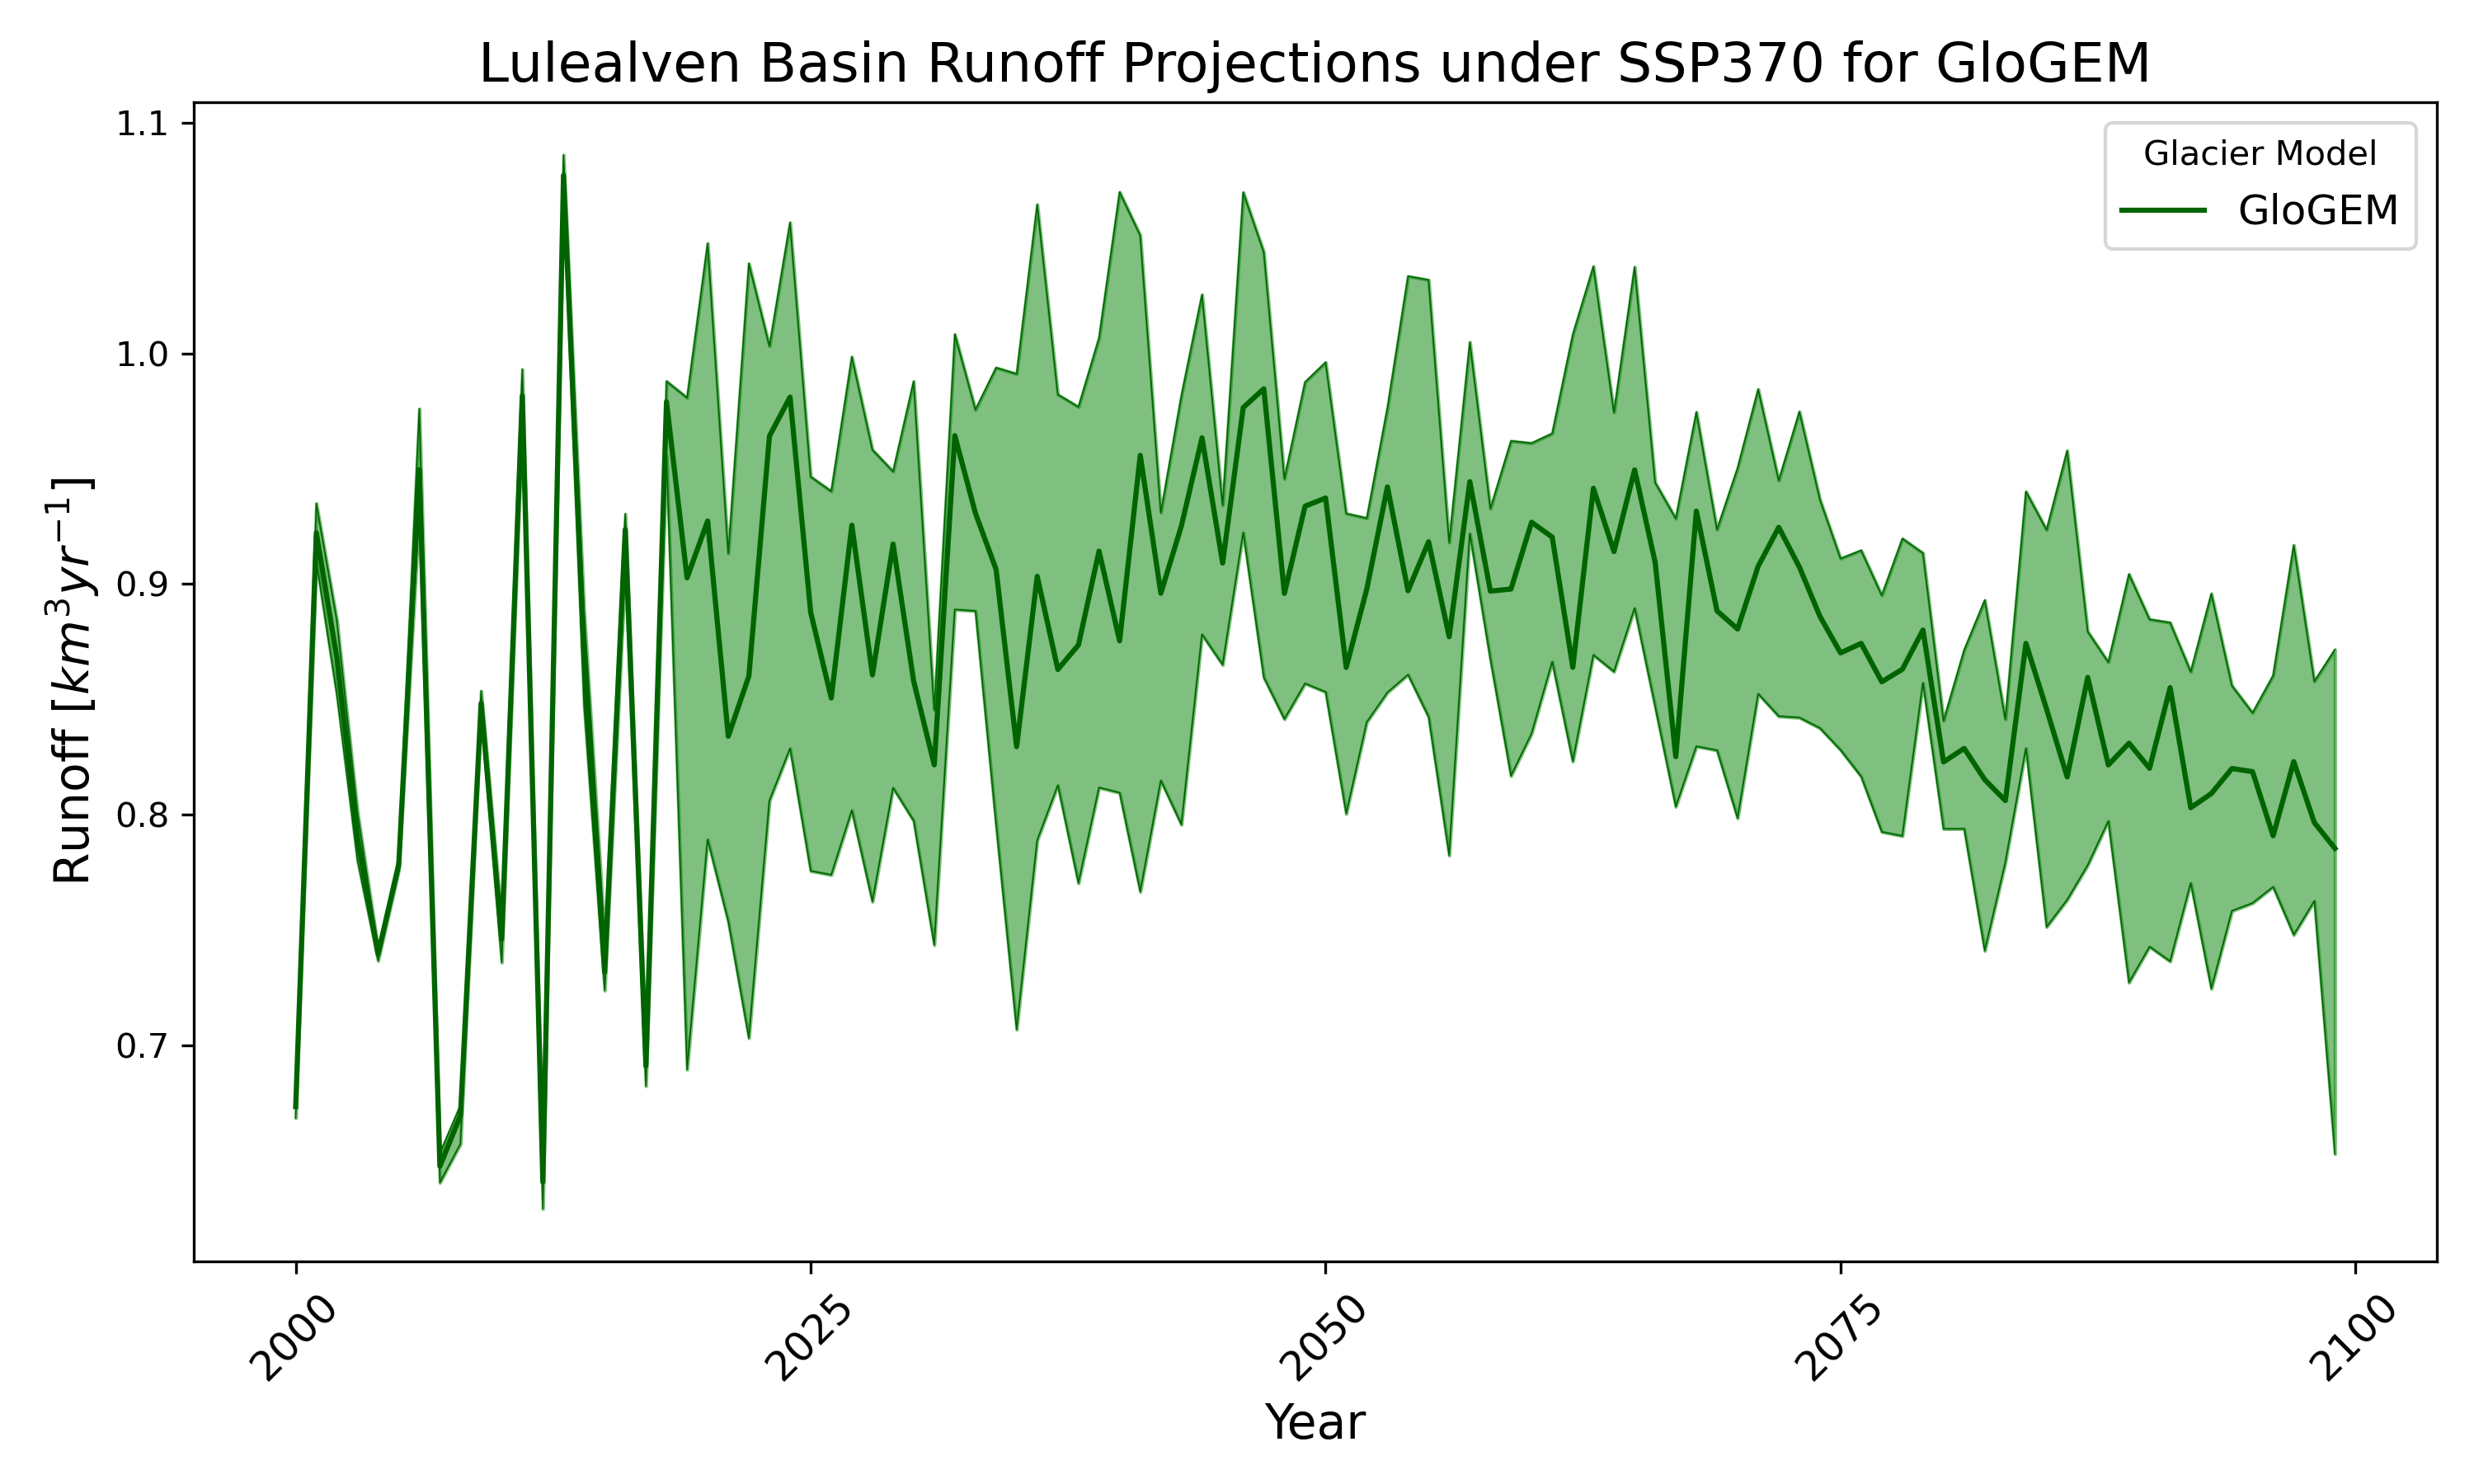 Lulealven Basin Runoff Projections under SSP370 for GloGEM
Glacier Model
GloGEM
Runoff [km³yr⁻¹]
1.1
1.0
0.9
0.8
0.7
2000
2025
2050
2075
2100
Year